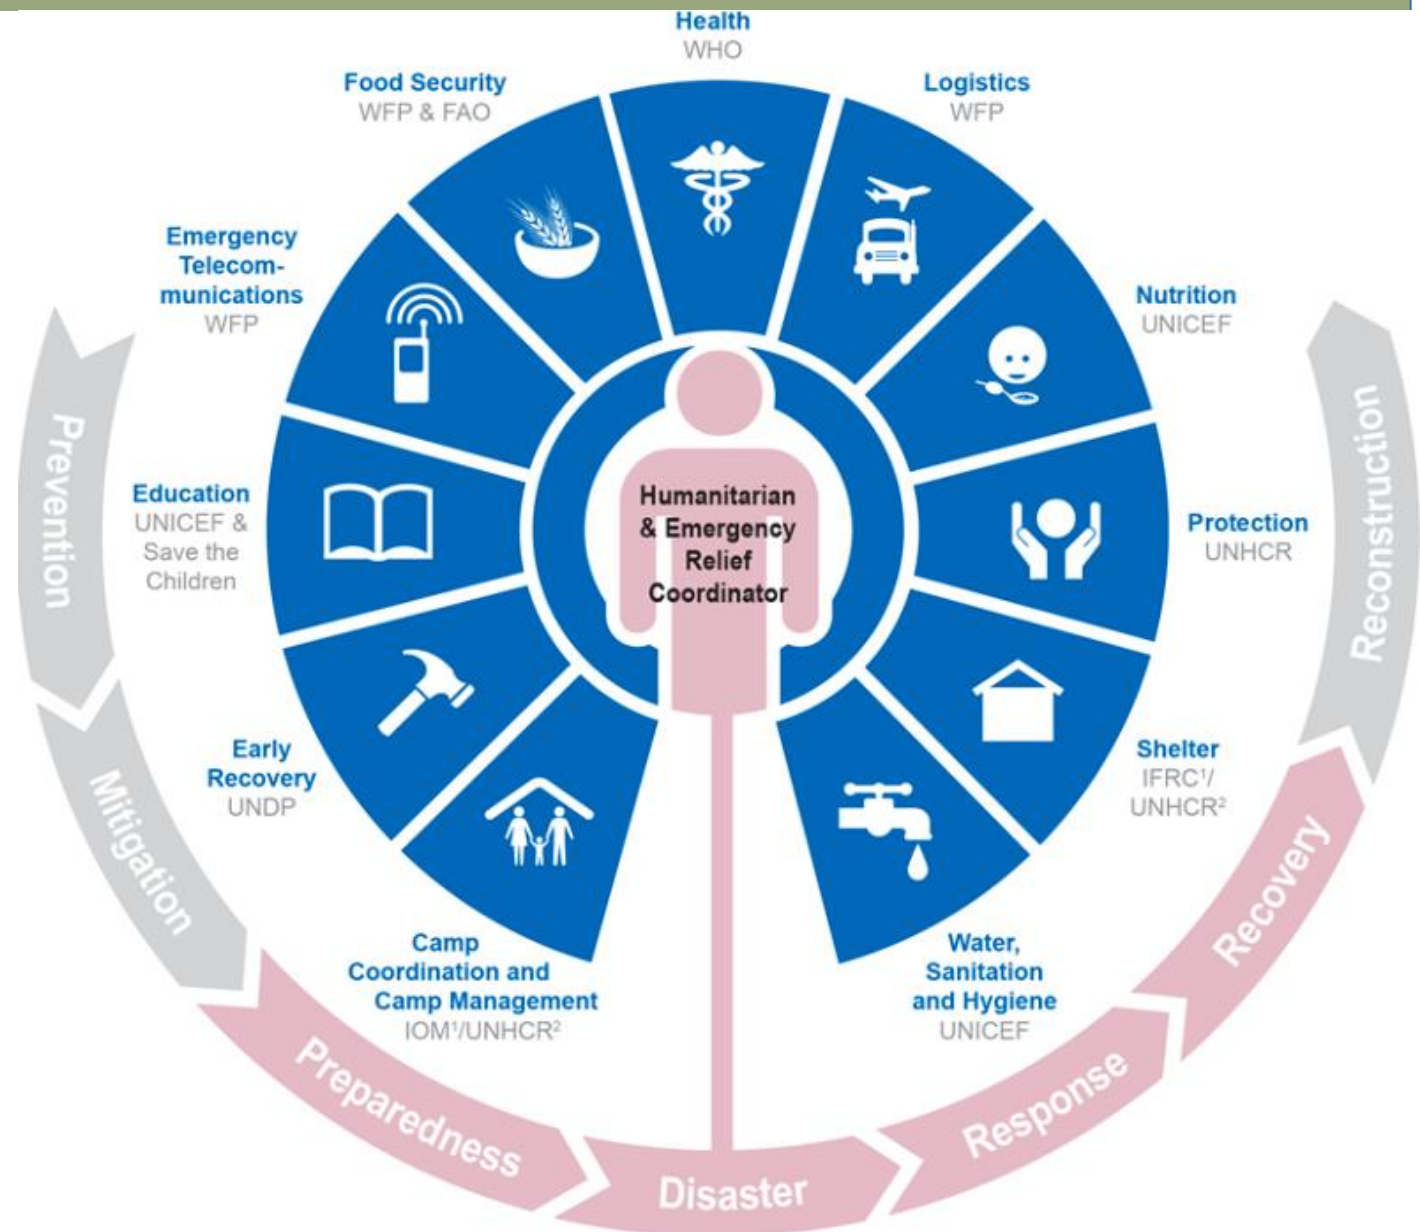 Health
WHO
Food Security
WFP & FAO
Logistics
WFP
Emergency
Telecom-
munications
WFP
Nutrition
UNICEF
Education
UNICEF &
Save the
Children
Protection
UNHCR
Humanitarian
& Emergency
Relief
Coordinator
Early
Recovery
UNDP
Shelter
IFRC¹/
UNHCR²
Camp
Coordination and
Camp Management
IOM¹/UNHCR²
Water,
Sanitation
and Hygiene
UNICEF
Prevention
Mitigation
Preparedness
Disaster
Response
Recovery
Reconstruction